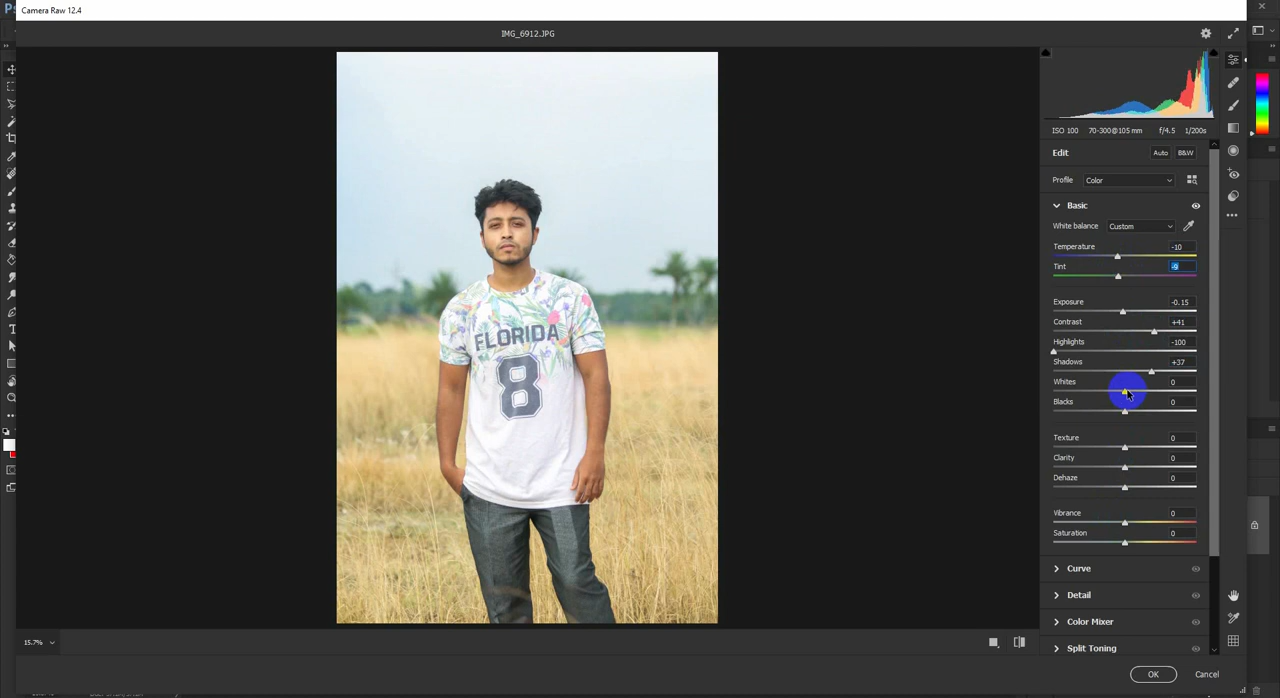 Camera Raw 12.4
IMG_6912.JPG
ISO 100 70-300@105 mm f/4.5 1/200s
Edit Auto B&W
Profile Color
Basic
White balance Custom
Temperature -10
Tint -9
Exposure -0.15
Contrast +41
Highlights -100
Shadows +37
Whites 0
Blacks 0
Texture 0
Clarity 0
Dehaze 0
Vibrance 0
Saturation 0
Curve
Detail
Color Mixer
Split Toning
FLORIDA
8
15.7%
OK Cancel